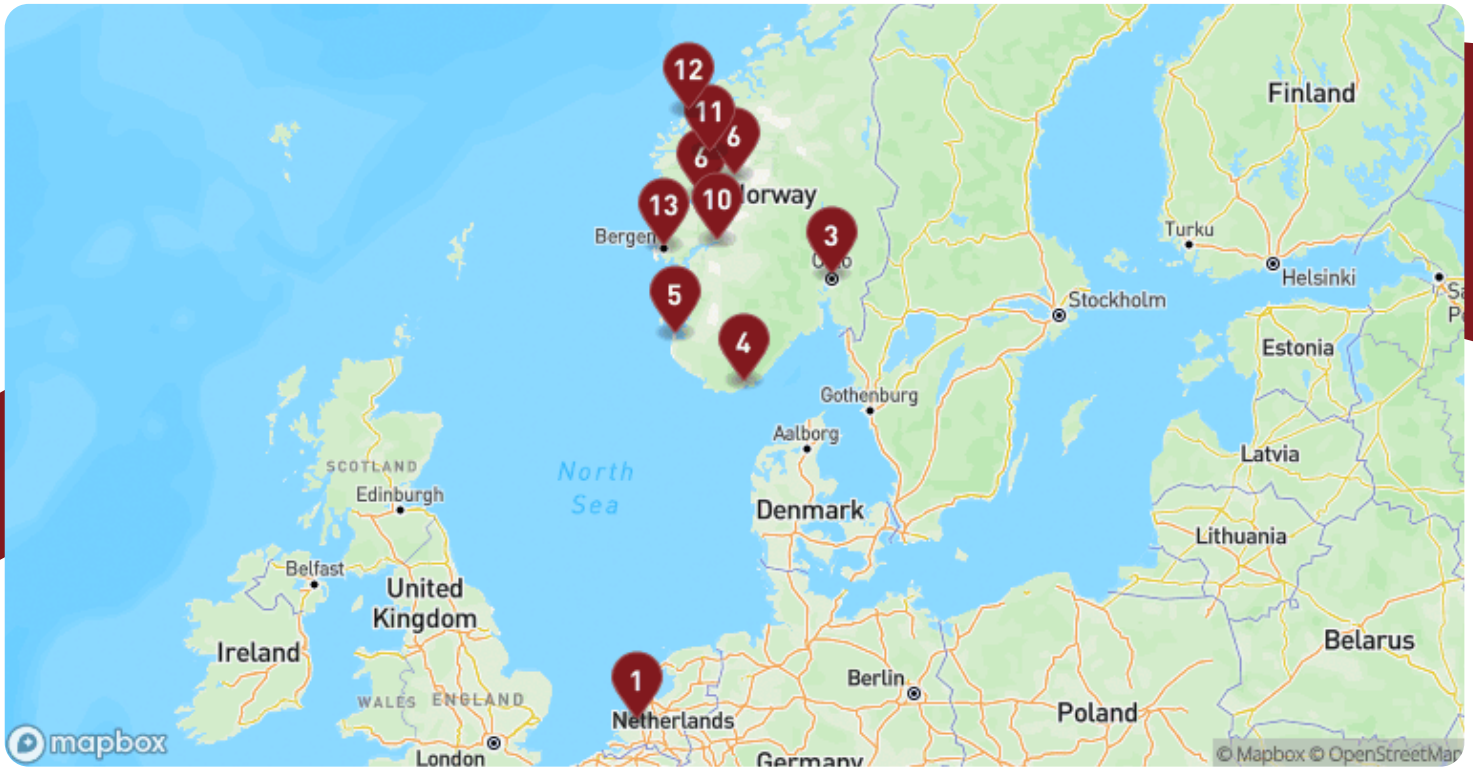 12
Finland
11
6
6
Norway
10
13
3
Bergen
Turku
Oslo
Helsinki
5
Stockholm
4
Estonia
Gothenburg
Aalborg
Latvia
SCOTLAND
North
Sea
Edinburgh
Denmark
Lithuania
Belfast
United
Kingdom
Ireland
Belarus
1
Berlin
WALES
ENGLAND
Netherlands
Poland
mapbox
London
Germany
© Mapbox © OpenStreetMap